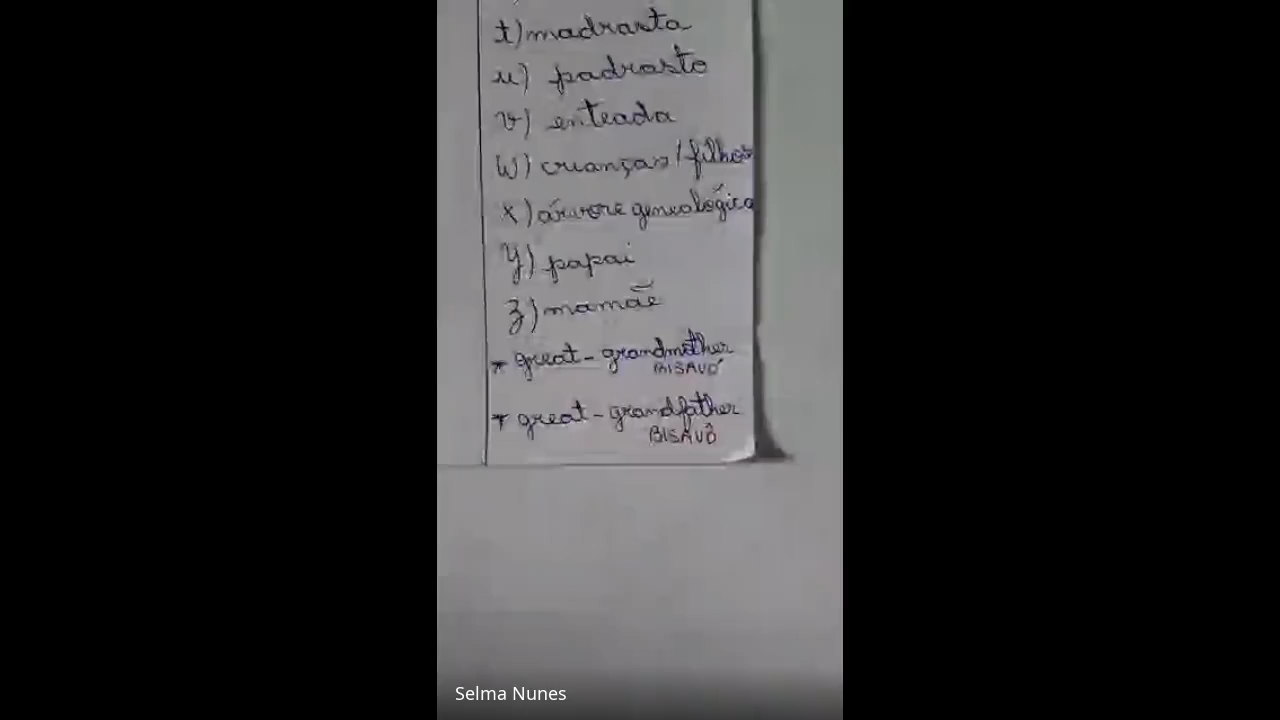 t) madrasta
u) padrasto
v) enteada
w) crianças/filhos
x) árvore genealógica
y) papai
z) mamãe
* great-grandmother
BISAVÓ
* great-grandfather
BISAVÔ
Selma Nunes